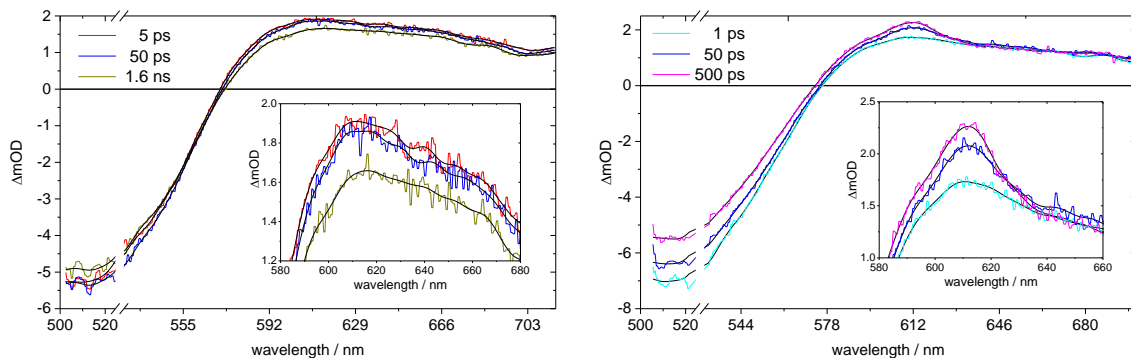 2
1
0
-1
-2
-3
-4
-5
-6
ΔmOD
5 ps
50 ps
1.6 ns
500 520 555 592 629 666 703
wavelength / nm
2.0
1.8
1.6
1.4
1.2
ΔmOD
580 600 620 640 660 680
wavelength / nm
2
0
-2
-4
-6
-8
ΔmOD
1 ps
50 ps
500 ps
500 520 544 578 612 646 680
wavelength / nm
2.5
2.0
1.5
1.0
ΔmOD
580 600 620 640 660
wavelength / nm